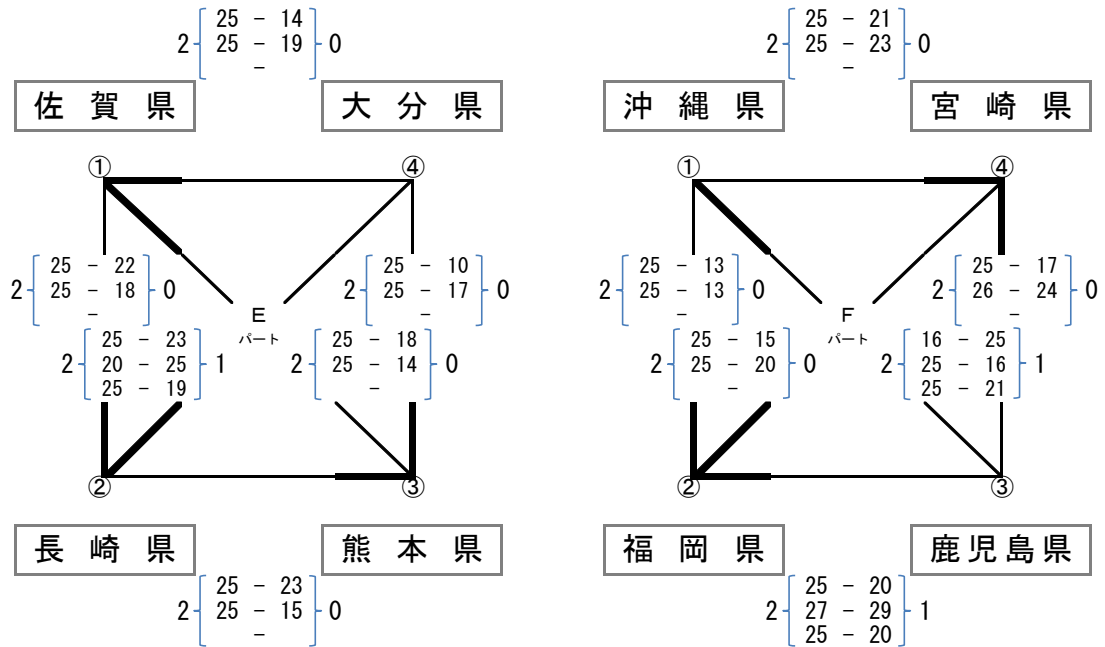 25 － 14
2 25 － 19 0
－
佐賀県 大分県
① ④
25 － 22
2 25 － 18 0
－
25 － 10
2 25 － 17 0
－
E
パート
25 － 23
2 20 － 25 1
25 － 19
25 － 18
2 25 － 14 0
－
② ③
長崎県 熊本県
25 － 23
2 25 － 15 0
－
25 － 21
2 25 － 23 0
－
沖縄県 宮崎県
① ④
25 － 13
2 25 － 13 0
－
25 － 17
2 26 － 24 0
－
F
パート
25 － 15
2 25 － 20 0
－
16 － 25
2 25 － 16 1
25 － 21
② ③
福岡県 鹿児島県
25 － 20
2 27 － 29 1
25 － 20